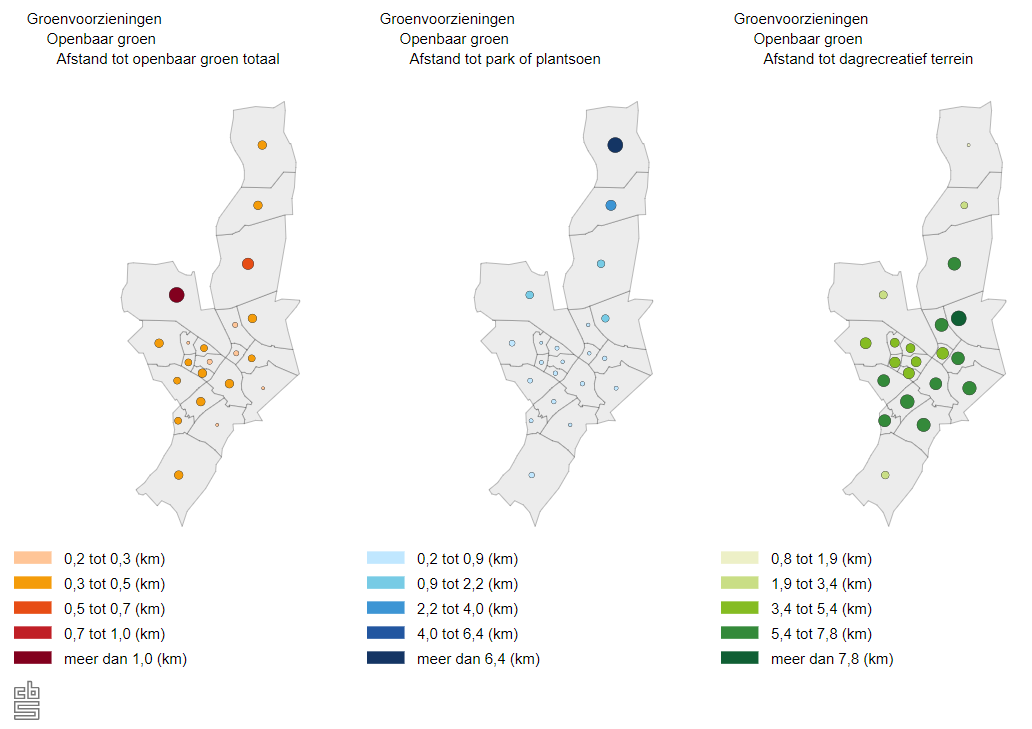 Groenvoorzieningen
Openbaar groen
Afstand tot openbaar groen totaal
Groenvoorzieningen
Openbaar groen
Afstand tot park of plantsoen
Groenvoorzieningen
Openbaar groen
Afstand tot dagrecreatief terrein
0,2 tot 0,3 (km)
0,3 tot 0,5 (km)
0,5 tot 0,7 (km)
0,7 tot 1,0 (km)
meer dan 1,0 (km)
0,2 tot 0,9 (km)
0,9 tot 2,2 (km)
2,2 tot 4,0 (km)
4,0 tot 6,4 (km)
meer dan 6,4 (km)
0,8 tot 1,9 (km)
1,9 tot 3,4 (km)
3,4 tot 5,4 (km)
5,4 tot 7,8 (km)
meer dan 7,8 (km)
cbs